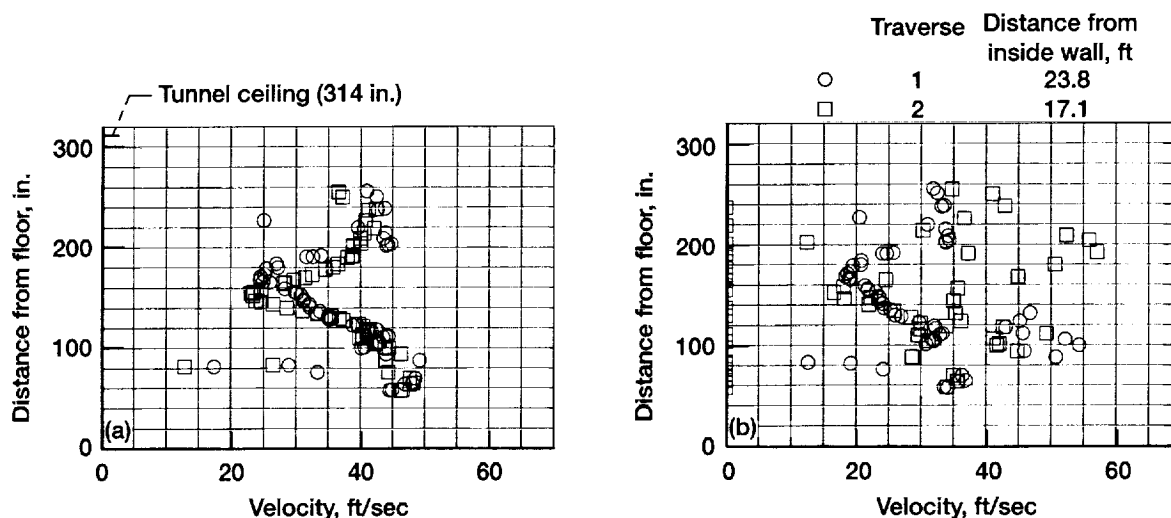 Traverse Distance from inside wall, ft
1 23.8
2 17.1
Tunnel ceiling (314 in.)
300
200
100
0
Distance from floor, in.
(a)
0 20 40 60
Velocity, ft/sec
300
200
100
0
Distance from floor, in.
(b)
0 20 40 60
Velocity, ft/sec